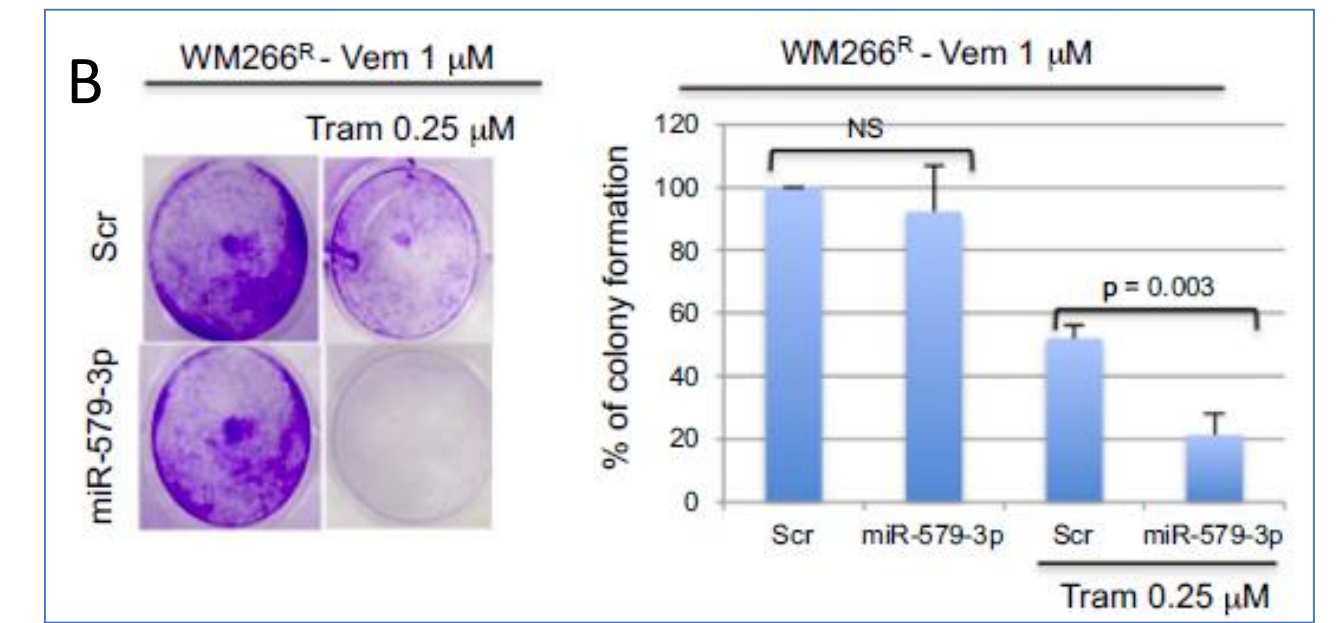 B
WM266ᴿ - Vem 1 μM
Tram 0.25 μM
Scr
miR-579-3p
WM266ᴿ - Vem 1 μM
% of colony formation
120
100
80
60
40
20
0
NS
p = 0.003
Scr miR-579-3p Scr miR-579-3p
Tram 0.25 μM